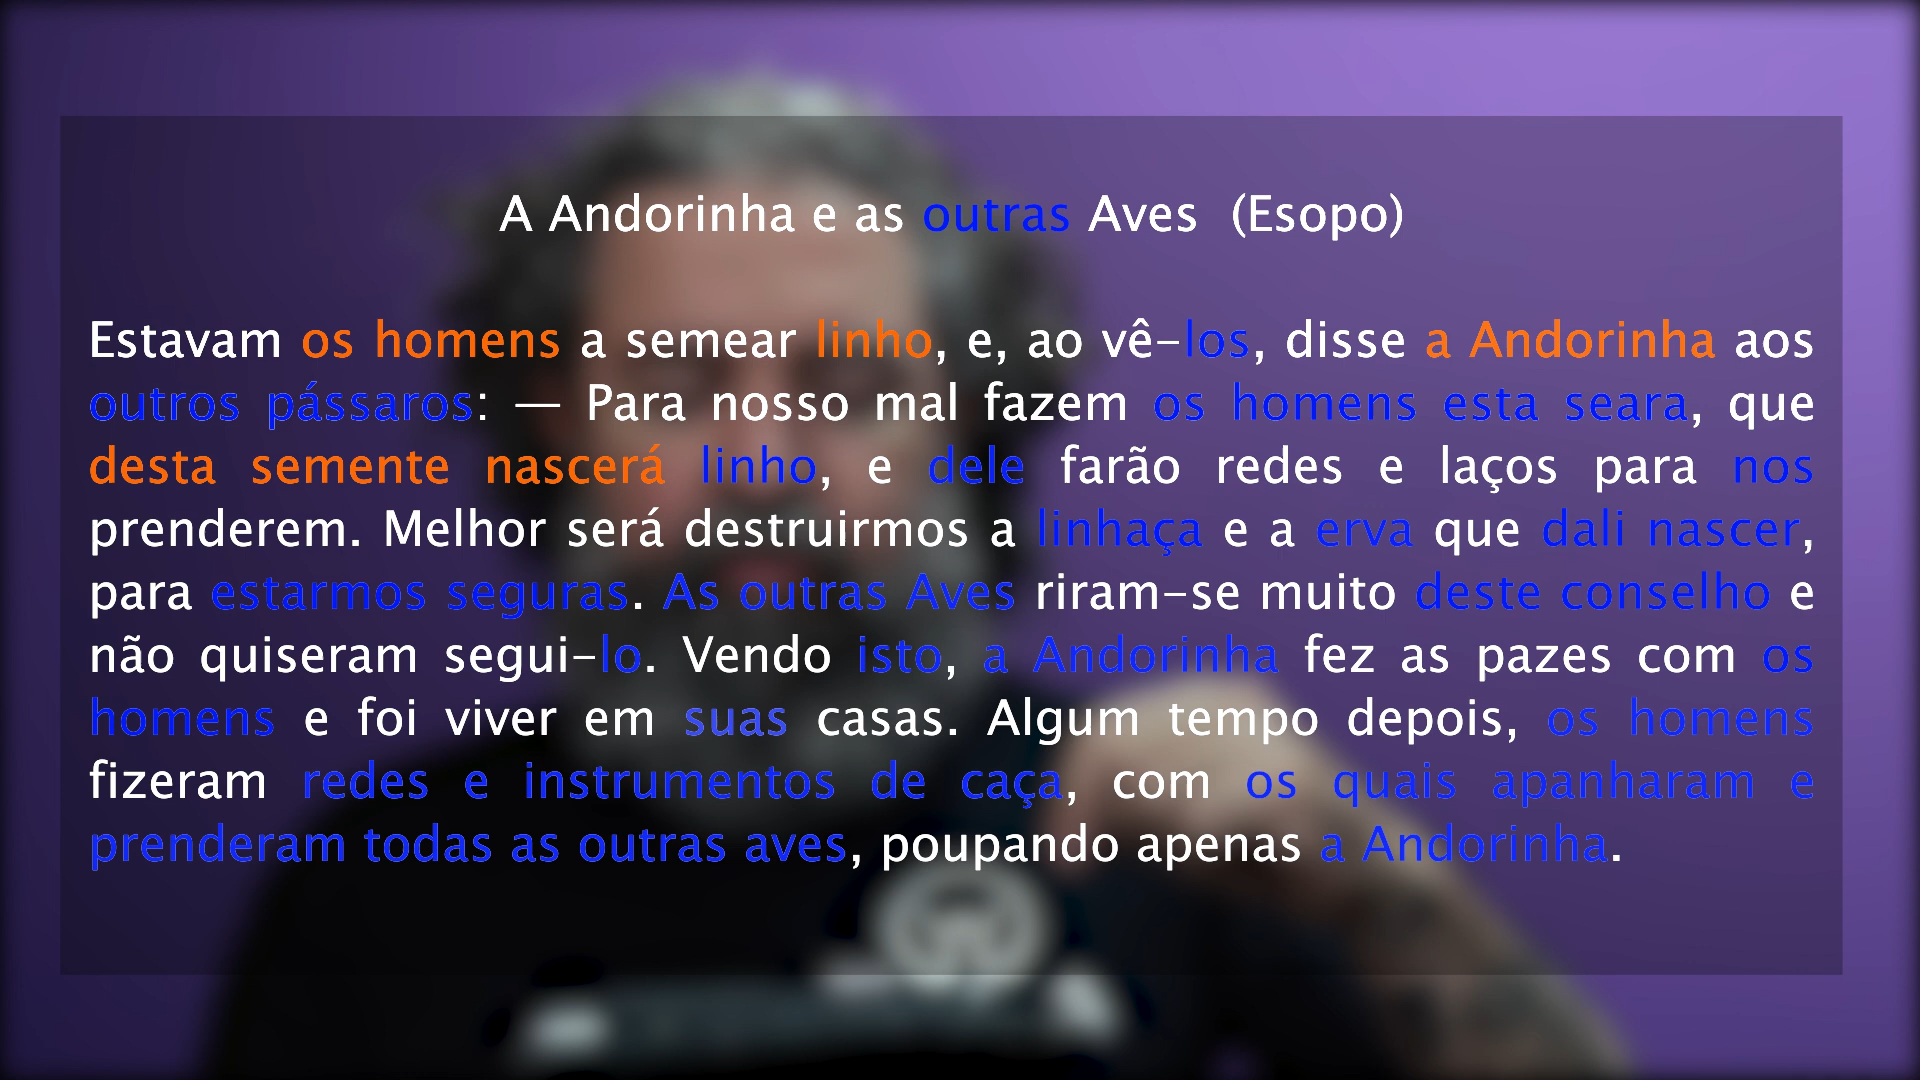 A Andorinha e as outras Aves (Esopo)
Estavam os homens a semear linho, e, ao vê-los, disse a Andorinha aos
outros pássaros: — Para nosso mal fazem os homens esta seara, que
desta semente nascerá linho, e dele farão redes e laços para nos
prenderem. Melhor será destruirmos a linhaça e a erva que dali nascer,
para estarmos seguras. As outras Aves riram-se muito deste conselho e
não quiseram segui-lo. Vendo isto, a Andorinha fez as pazes com os
homens e foi viver em suas casas. Algum tempo depois, os homens
fizeram redes e instrumentos de caça, com os quais apanharam e
prenderam todas as outras aves, poupando apenas a Andorinha.